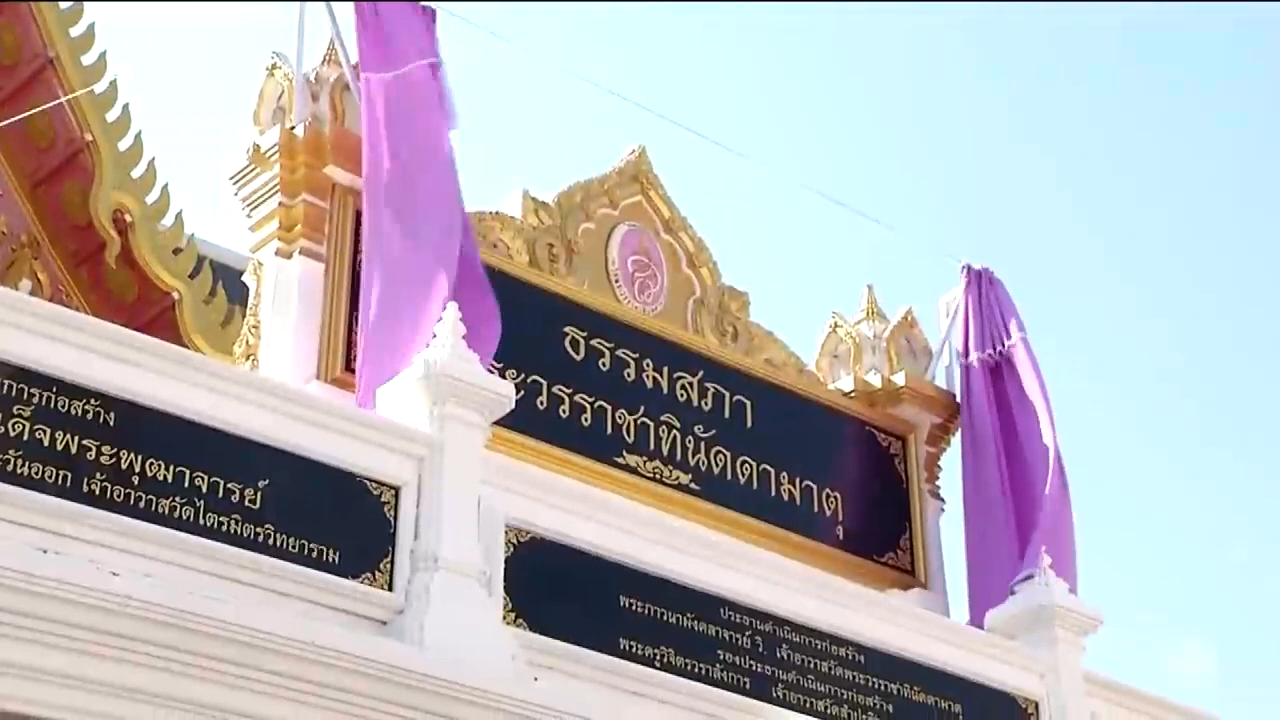 ธรรมสภา
ระวรราชาทินัดดามาตุ
การก่อสร้าง
เด็จพระพุฒาจารย์
ะวันออก เจ้าอาวาสวัดไตรมิตรวิทยาราม
ประธานดำเนินการก่อสร้าง
พระภาวนามังคลาจารย์ วิ. เจ้าอาวาสวัดพระวรราชาทินัดดามาตุ
รองประธานดำเนินการก่อสร้าง
พระครูวิจิตรวราลังการ เจ้าอาวาส